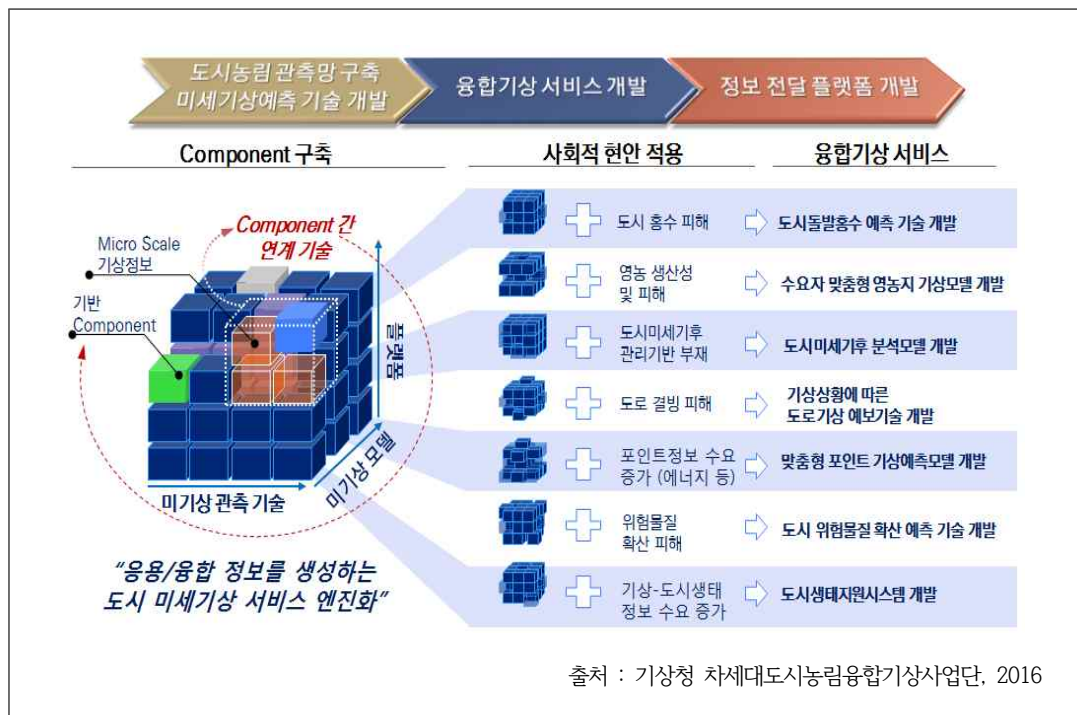 도시농림 관측망 구축
미세기상예측 기술 개발
융합기상 서비스 개발
정보 전달 플랫폼 개발
Component 구축
사회적 현안 적용
융합기상 서비스
Component 간
연계 기술
Micro Scale
기상정보
기반
Component
플랫폼
미기상 모델
미기상 관측 기술
“응용/융합 정보를 생성하는
도시 미세기상 서비스 엔진화”
도시 홍수 피해
도시돌발홍수 예측 기술 개발
영농 생산성
및 피해
수요자 맞춤형 영농지 기상모델 개발
도시미세기후
관리기반 부재
도시미세기후 분석모델 개발
도로 결빙 피해
기상상황에 따른
도로기상 예보기술 개발
포인트정보 수요
증가 (에너지 등)
맞춤형 포인트 기상예측모델 개발
위험물질
확산 피해
도시 위험물질 확산 예측 기술 개발
기상-도시생태
정보 수요 증가
도시생태지원시스템 개발
출처 : 기상청 차세대도시농림융합기상사업단, 2016